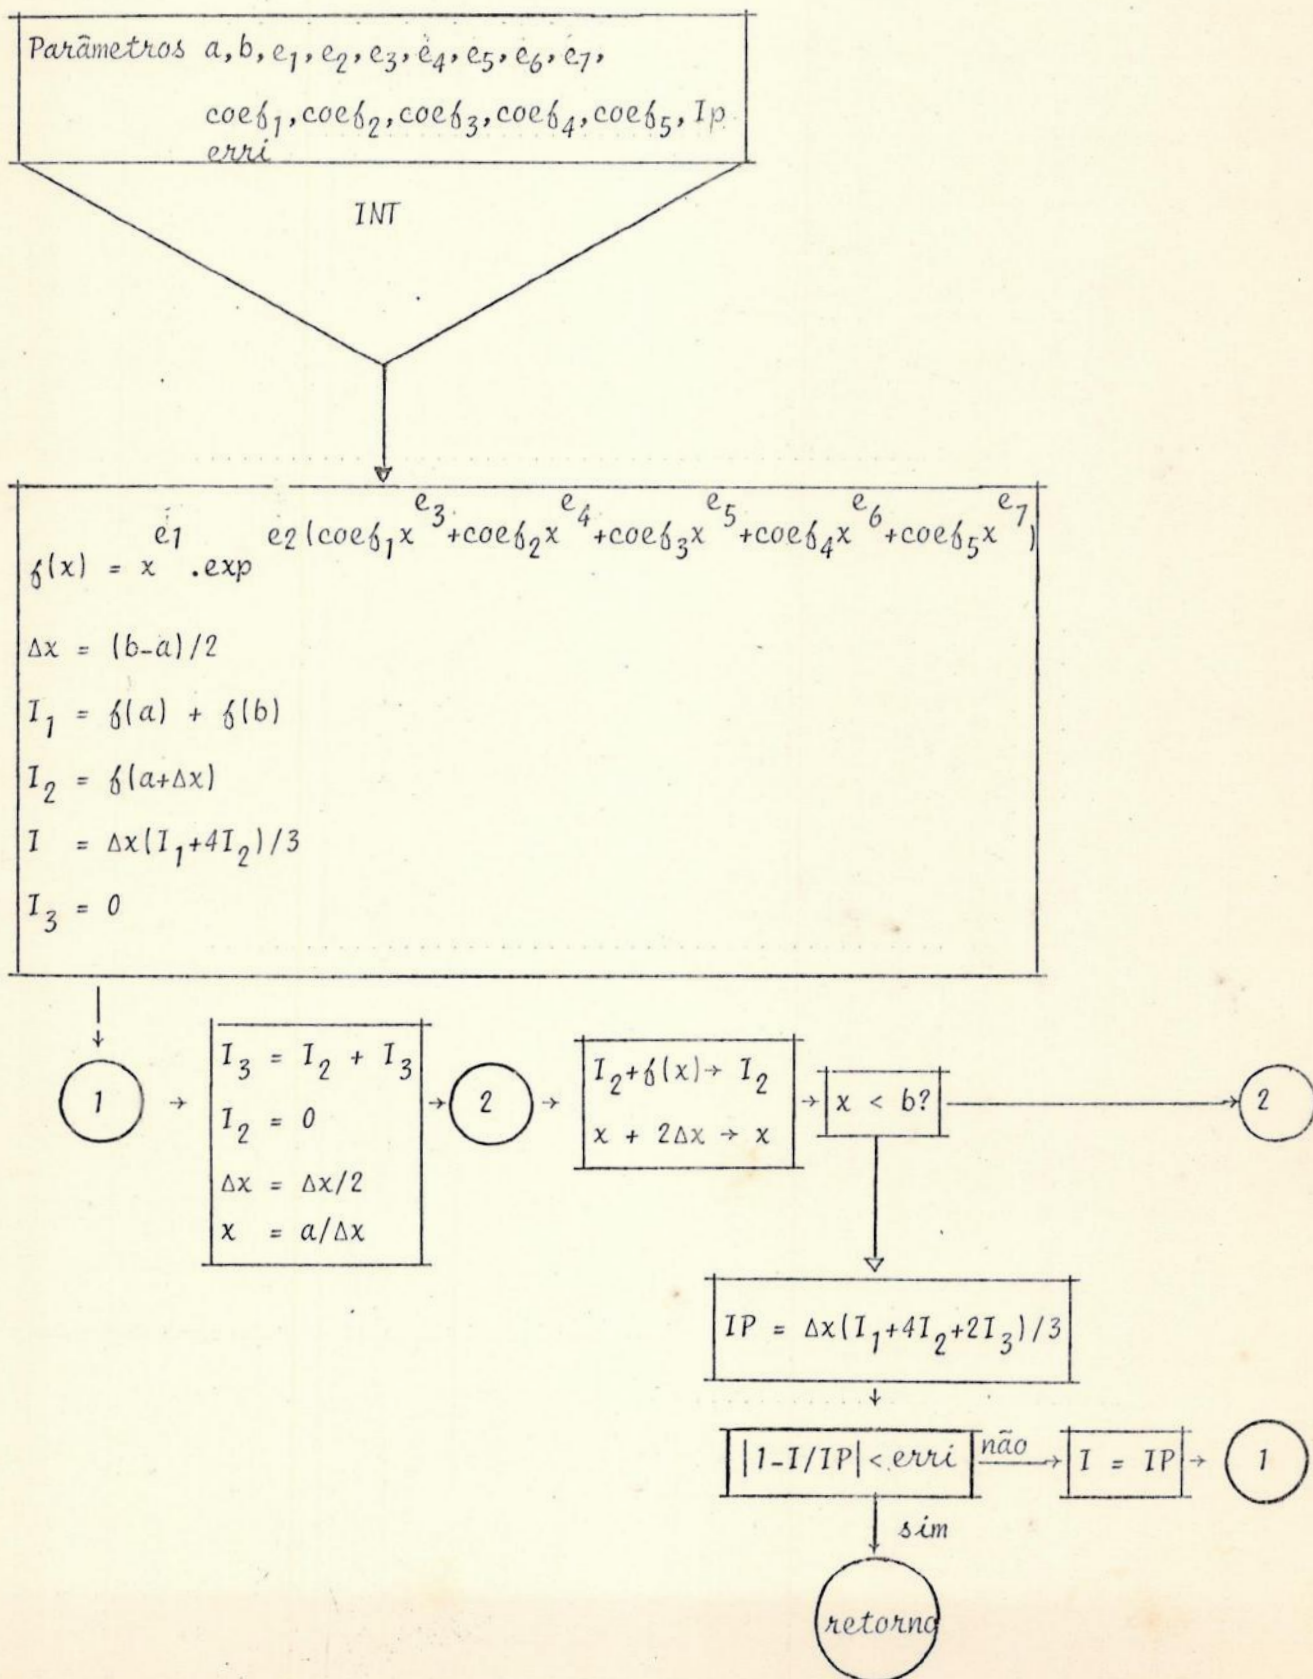 Parâmetros a, b, e₁, e₂, e₃, e₄, e₅, e₆, e₇,
coef₁, coef₂, coef₃, coef₄, coef₅, Ip
erri
INT
f(x) = x^e1 .exp^e2(coef₁x^e₃+coef₂x^e₄+coef₃x^e₅+coef₄x^e₆+coef₅x^e₇)
Δx = (b-a)/2
I₁ = f(a) + f(b)
I₂ = f(a+Δx)
I = Δx(I₁+4I₂)/3
I₃ = 0
1
I₃ = I₂ + I₃
I₂ = 0
Δx = Δx/2
x = a/Δx
2
I₂+f(x)→ I₂
x + 2Δx → x
x < b?
2
IP = Δx(I₁+4I₂+2I₃)/3
|1-I/IP| < erri
não
I = IP
1
sim
retorno